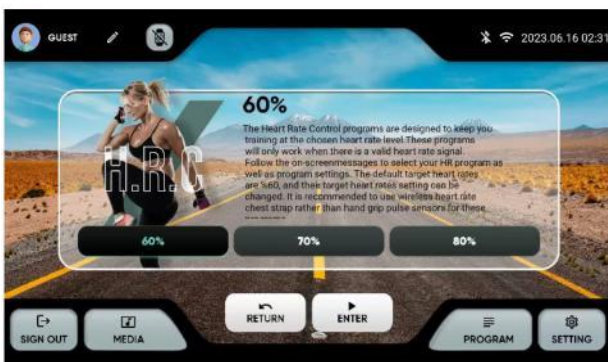 GUEST
2023.06.16 02:31
60%
The Heart Rate Control programs are designed to keep you
training at the chosen heart rate level.These programs
will only work when there is a valid heart rate signal.
Follow the on-screenmessages to select your HR program as
well as program settings. The default target heart rates
are %60, and their target heart rates setting can be
changed. It is recommended to use wireless heart rate
chest strap rather than hand grip pulse sensors for these
H.R.C
60%
70%
80%
RETURN
ENTER
SIGN OUT
MEDIA
PROGRAM
SETTING